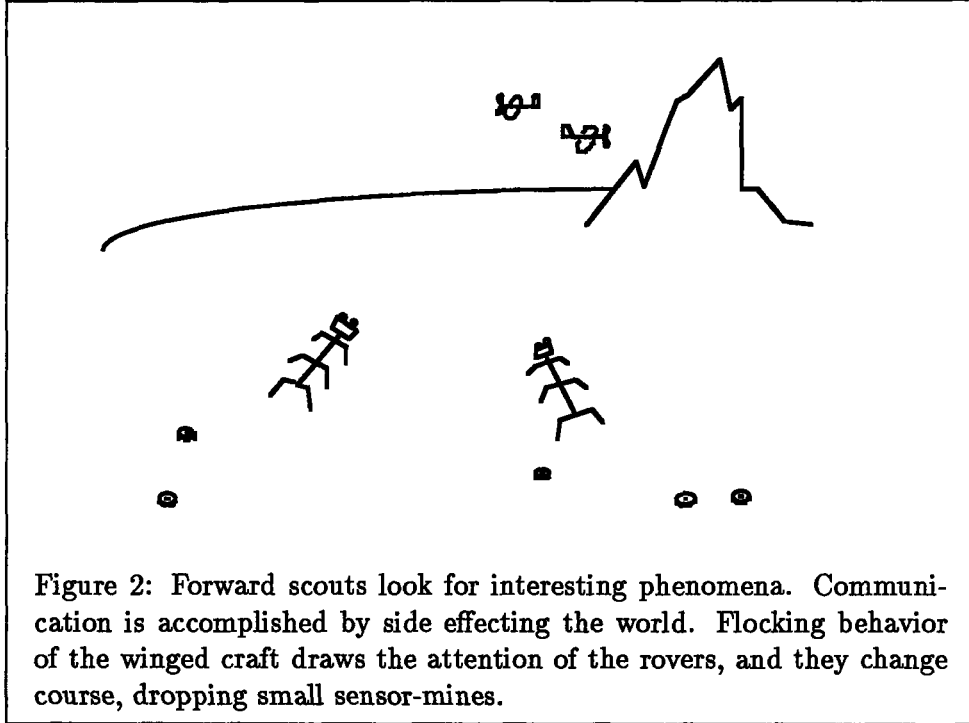 Figure 2: Forward scouts look for interesting phenomena. Communi-
cation is accomplished by side effecting the world. Flocking behavior
of the winged craft draws the attention of the rovers, and they change
course, dropping small sensor-mines.